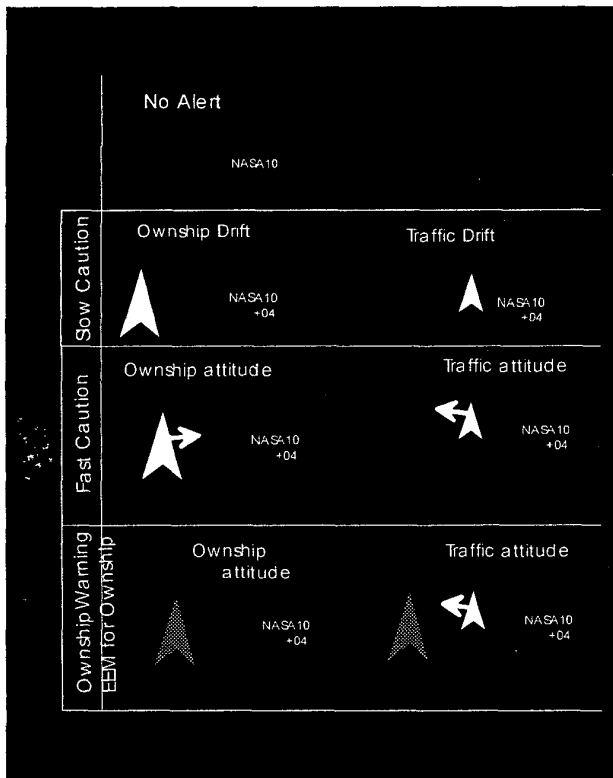 No Alert
NASA10
Slow Caution
Ownship Drift
Traffic Drift
NASA10
+04
NASA10
+04
Fast Caution
Ownship attitude
Traffic attitude
NASA10
+04
NASA10
+04
Ownship Warning
EEM for Ownship
Ownship
attitude
Traffic attitude
NASA10
+04
NASA10
+04